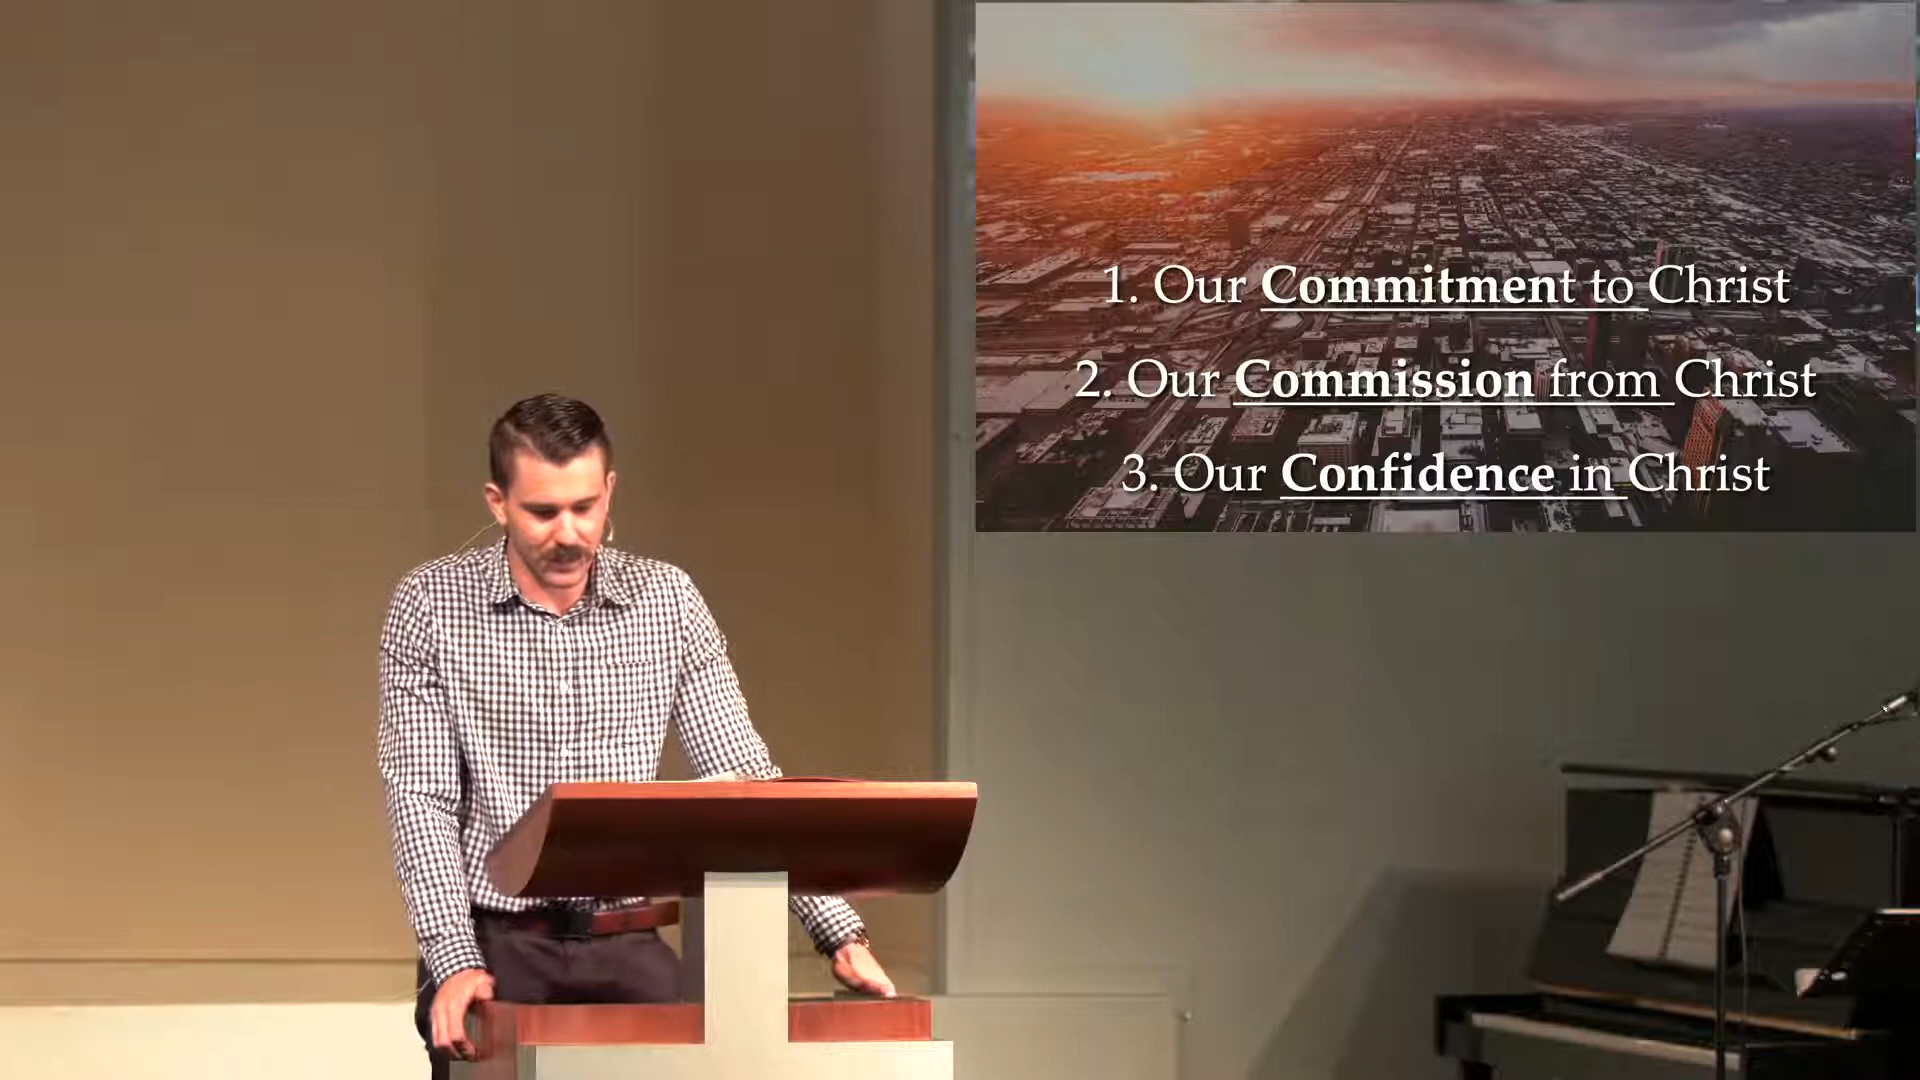 1. Our Commitment to Christ
2. Our Commission from Christ
3. Our Confidence in Christ